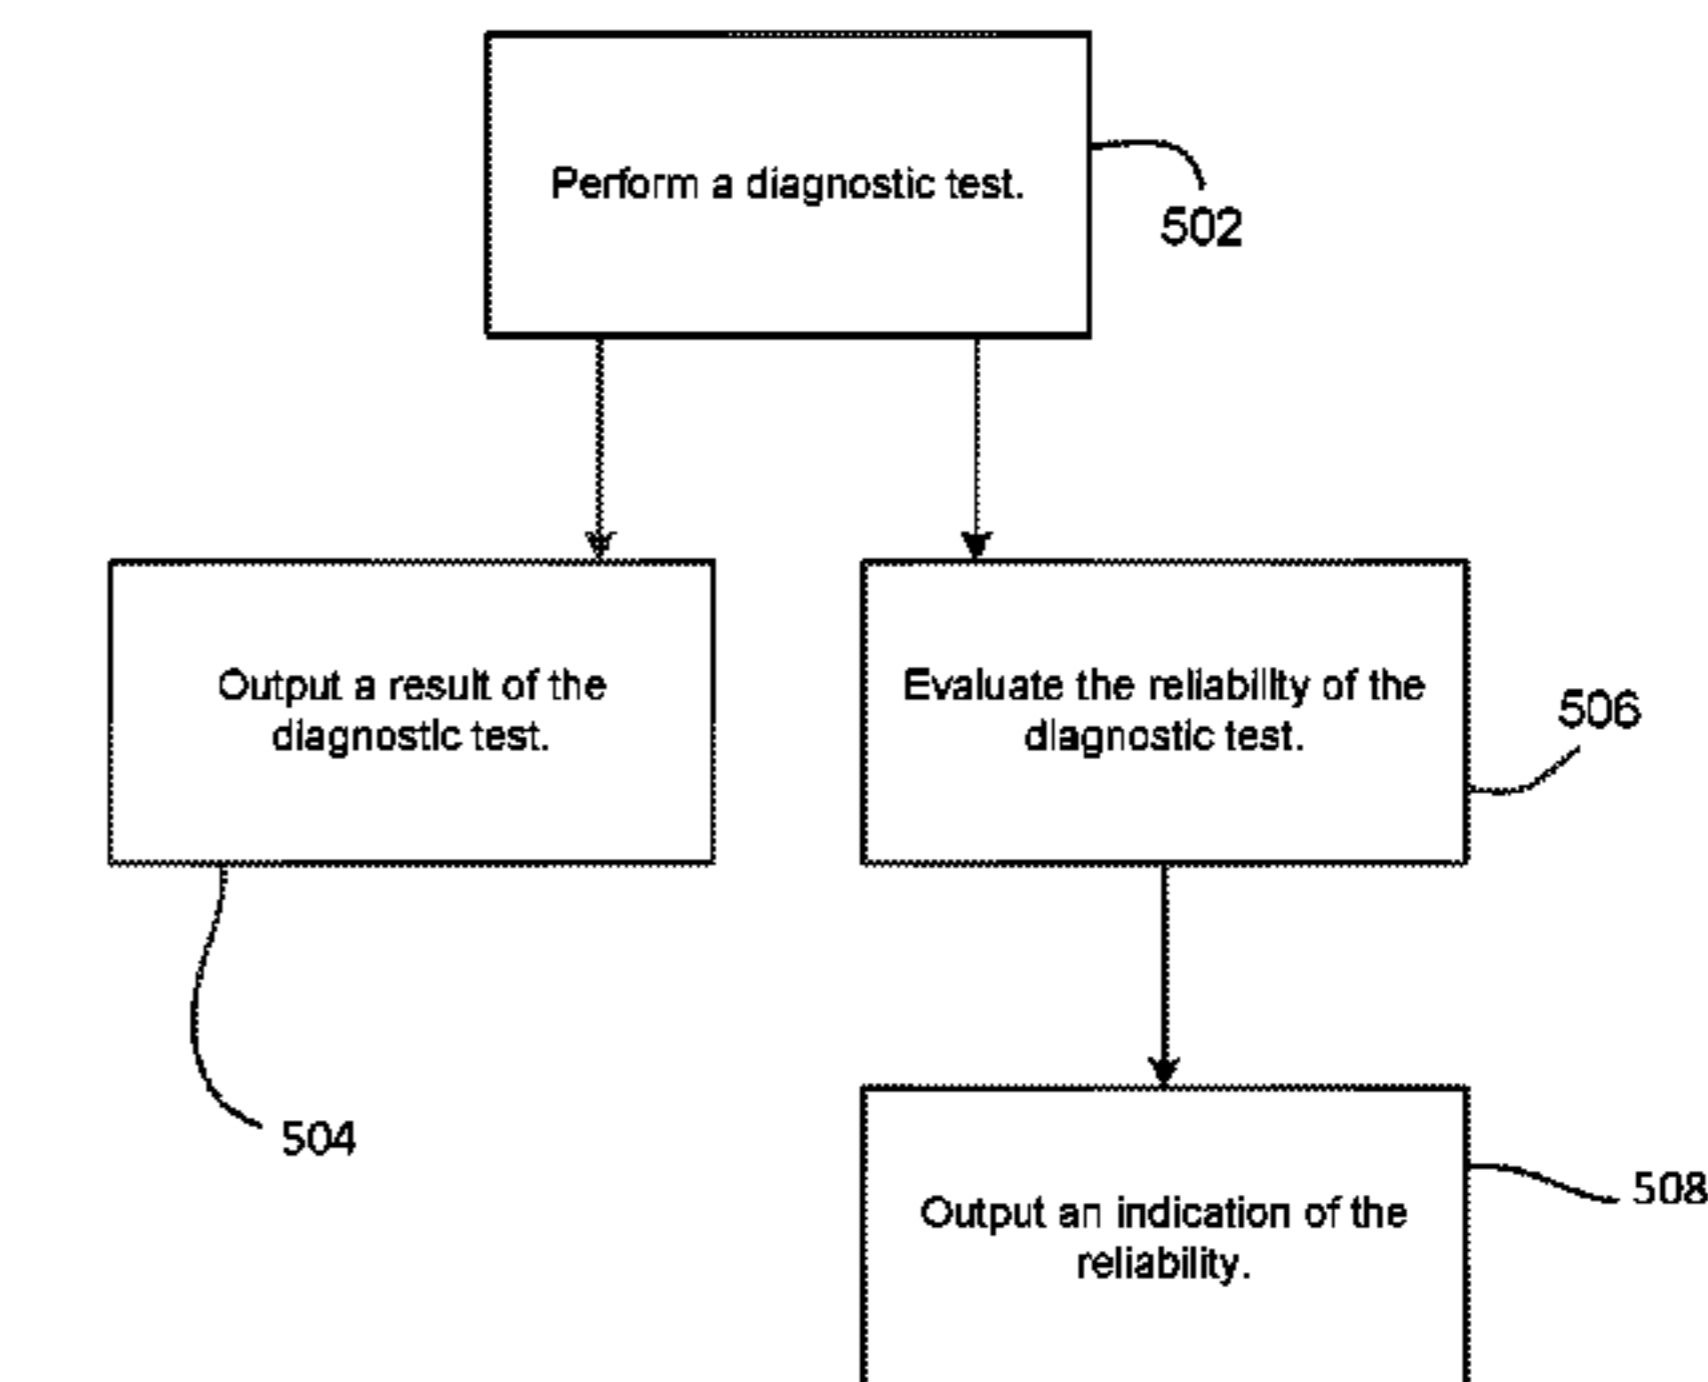 Perform a diagnostic test.
502
Output a result of the
diagnostic test.
Evaluate the reliability of the
diagnostic test.
506
504
Output an indication of the
reliability.
508